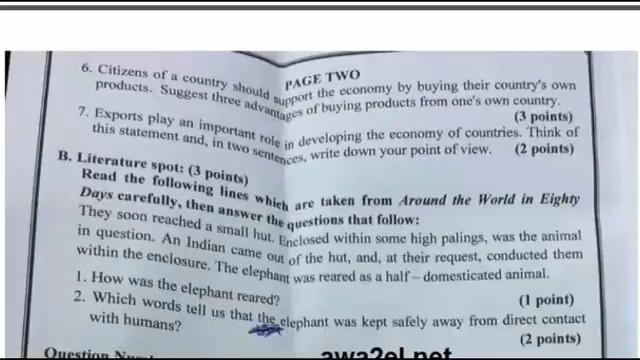 PAGE TWO
6. Citizens of a country should support the economy by buying their country's own
products. Suggest three advantages of buying products from one's own country.
(3 points)
7. Exports play an important role in developing the economy of countries. Think of
this statement and, in two sentences, write down your point of view. (2 points)
B. Literature spot: (3 points)
Read the following lines which are taken from Around the World in Eighty
Days carefully, then answer the questions that follow:
They soon reached a small hut. Enclosed within some high palings, was the animal
in question. An Indian came out of the hut, and, at their request, conducted them
within the enclosure. The elephant was reared as a half – domesticated animal.
1. How was the elephant reared?
(1 point)
2. Which words tell us that the elephant was kept safely away from direct contact
with humans?
(2 points)
Question
awa2el.net